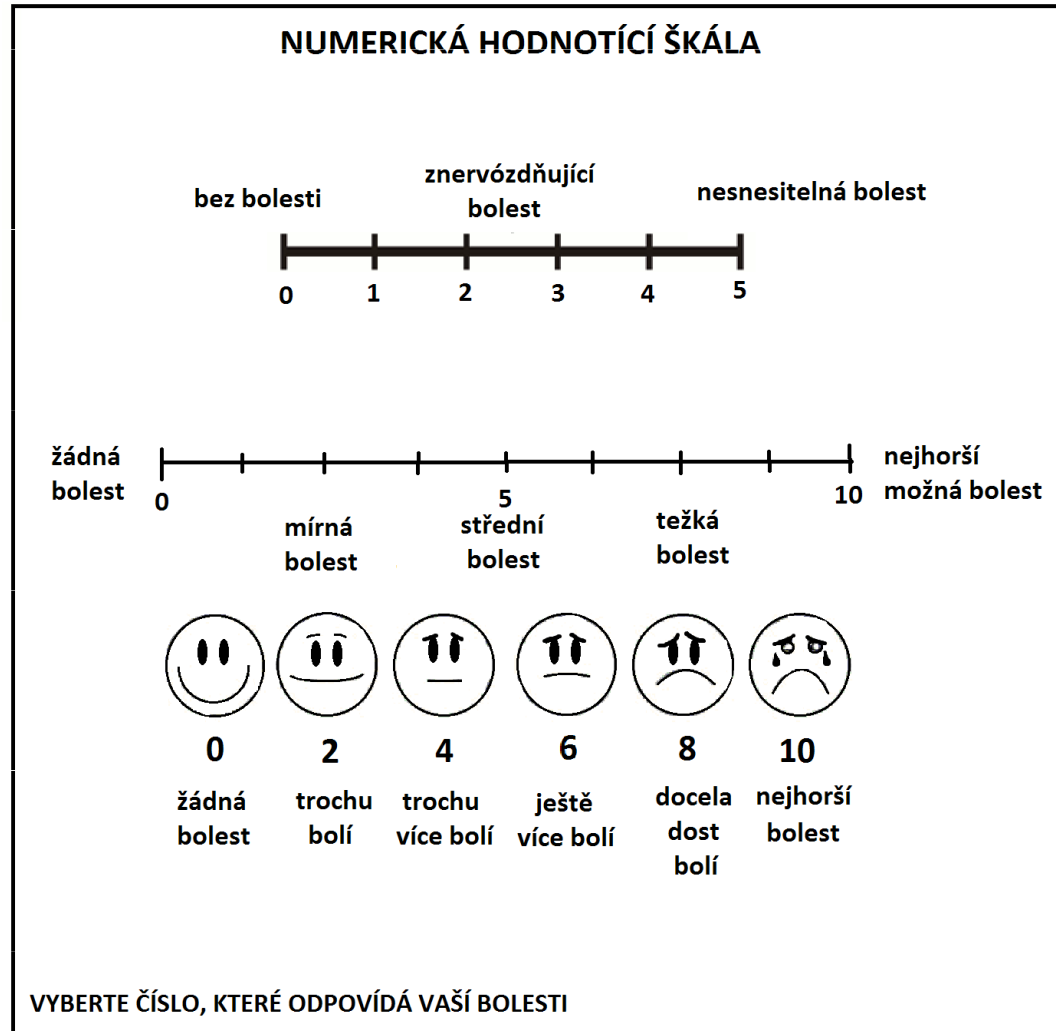 NUMERICKÁ HODNOTÍCÍ ŠKÁLA
bez bolesti
znervózdňující
bolest
nesnesitelná bolest
0 1 2 3 4 5
žádná
bolest
nejhorší
možná bolest
0 5 10
mírná
bolest
střední
bolest
težká
bolest
0 2 4 6 8 10
žádná
bolest
trochu
bolí
trochu
více bolí
ještě
více bolí
docela
dost
bolí
nejhorší
bolest
VYBERTE ČÍSLO, KTERÉ ODPOVÍDÁ VAŠÍ BOLESTI